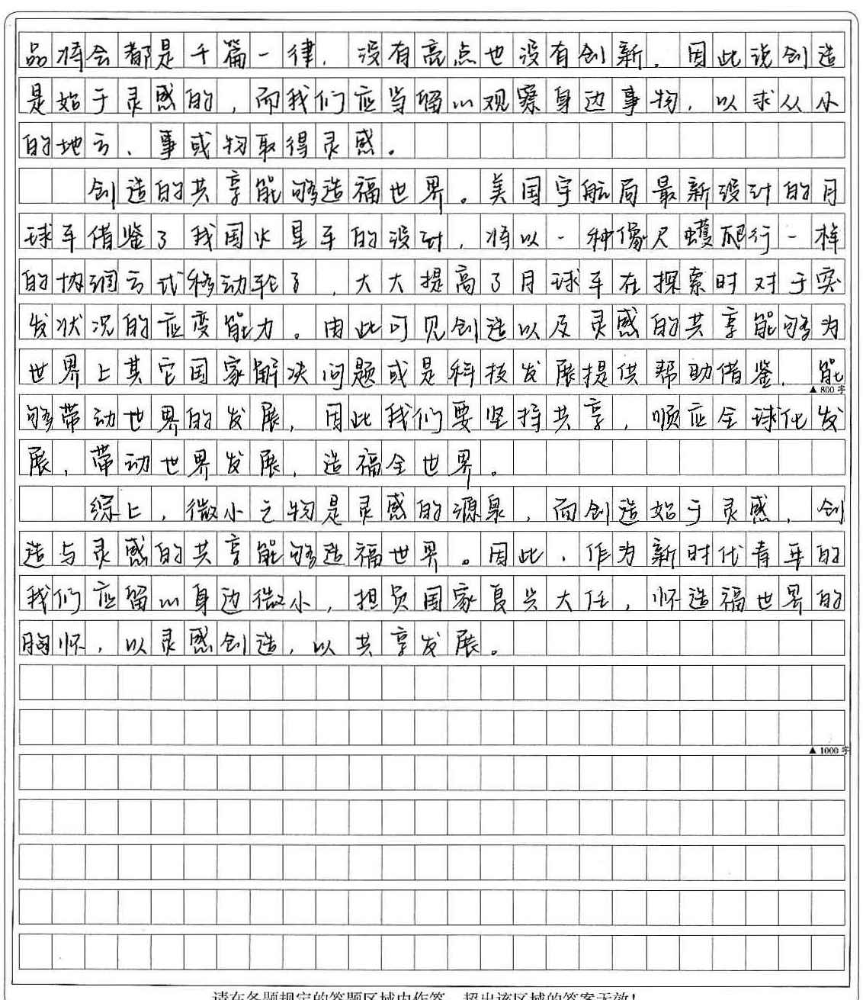 品将会都是千篇一律，没有亮点也没有创新。因此说创造
是始于灵感的，而我们应当留心观察身边事物，以求从小
的地方、事或物取得灵感。
创造的共享能够造福世界。美国宇航局最新设计的月
球车借鉴了我国火星车的设计，将以一种像尺蠖爬行一样
的协调方式移动轮子，大大提高了月球车在探索时对于突
发状况的应变能力。由此可见创造以及灵感的共享能够为
世界上其它国家解决问题或是科技发展提供帮助借鉴，能
▲800字
够带动世界的发展，因此我们要坚持共享，顺应全球化发
展，带动世界发展，造福全世界。
综上，微小之物是灵感的源泉，而创造始于灵感，创
造与灵感的共享能够造福世界。因此，作为新时代青年的
我们应留心身边微小，担负国家复兴大任，怀造福世界的
胸怀，以灵感创造，以共享发展。
▲1000字
请在各题规定的答题区域内作答，超出该区域的答案无效！